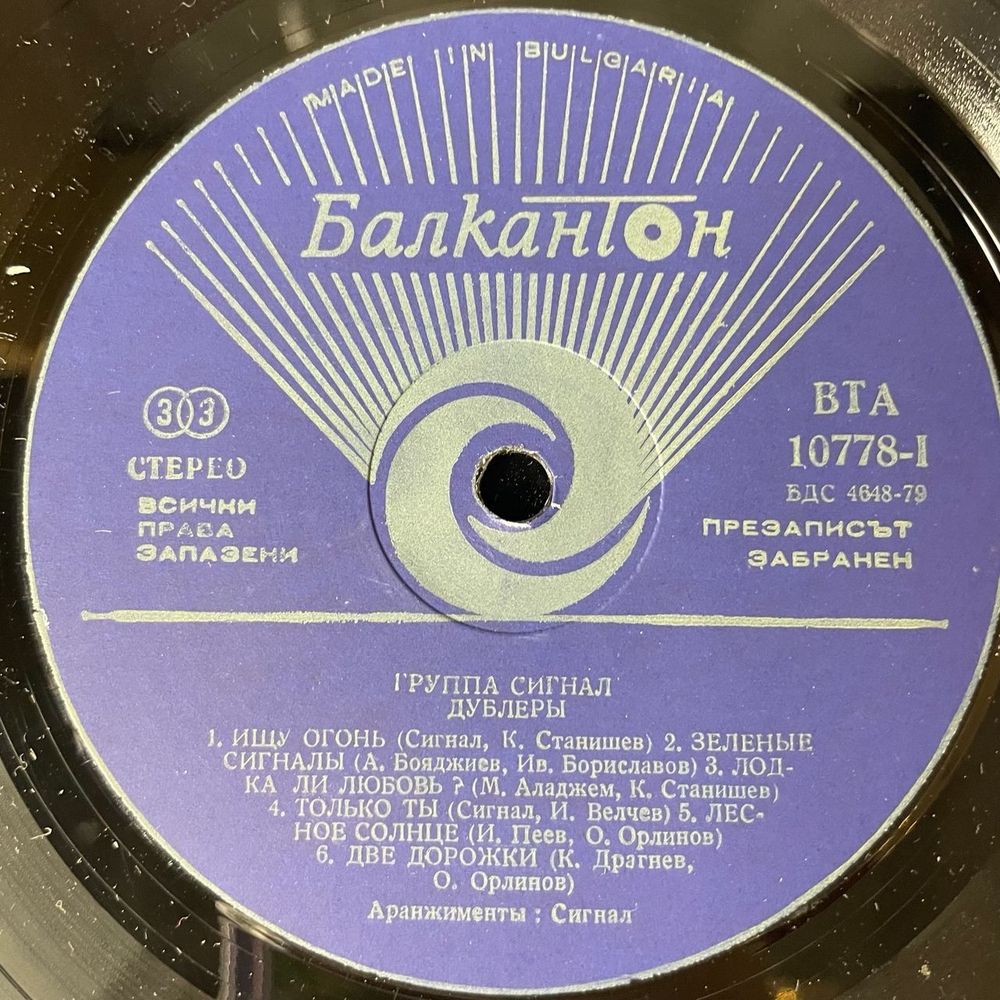 MADE IN BULGARIA
Балкантон
33
СТЕРЕО
ВСИЧКИ
ПРАВА
ЗАПАЗЕНИ
ВТА
10778-I
БДС 4648-79
ПРЕЗАПИСЪТ
ЗАБРАНЕН
ГРУППА СИГНАЛ
ДУБЛЕРЫ
1. ИЩУ ОГОНЬ (Сигнал, К. Станишев) 2. ЗЕЛЕНЫЕ
СИГНАЛЫ (А. Бояджиев, Ив. Бориславов) 3. ЛОД-
КА ЛИ ЛЮБОВЬ ? (М. Аладжем, К. Станишев)
4. ТОЛЬКО ТЫ (Сигнал, И. Велчев) 5. ЛЕС-
НОЕ СОЛНЦЕ (И. Пеев, О. Орлинов)
6. ДВЕ ДОРОЖКИ (К. Драгнев,
О. Орлинов)
Аранжименты : Сигнал